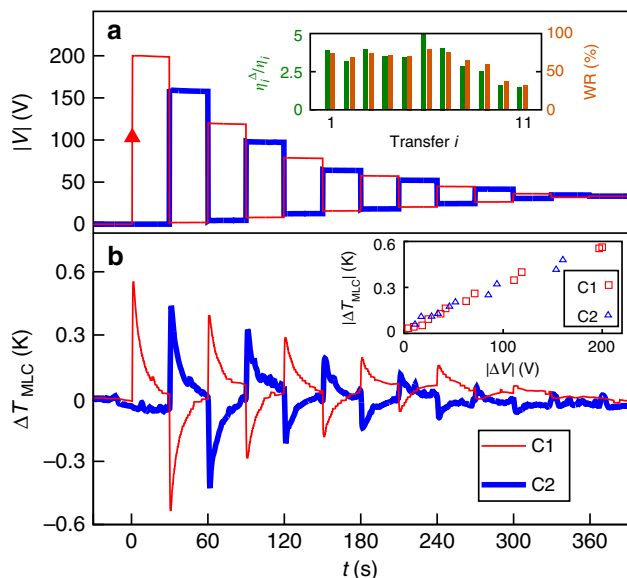 a
200
150
100
50
0
|V| (V)
5
2.5
0
η_i^Δ/η_i
100
50
0
WR (%)
1
11
Transfer i
b
0.6
0.3
0
–0.3
–0.6
ΔT_MLC (K)
0.6
0.3
0
|ΔT_MLC| (K)
0
100
200
|ΔV| (V)
C1
C2
C1
C2
0
60
120
180
240
300
360
t (s)